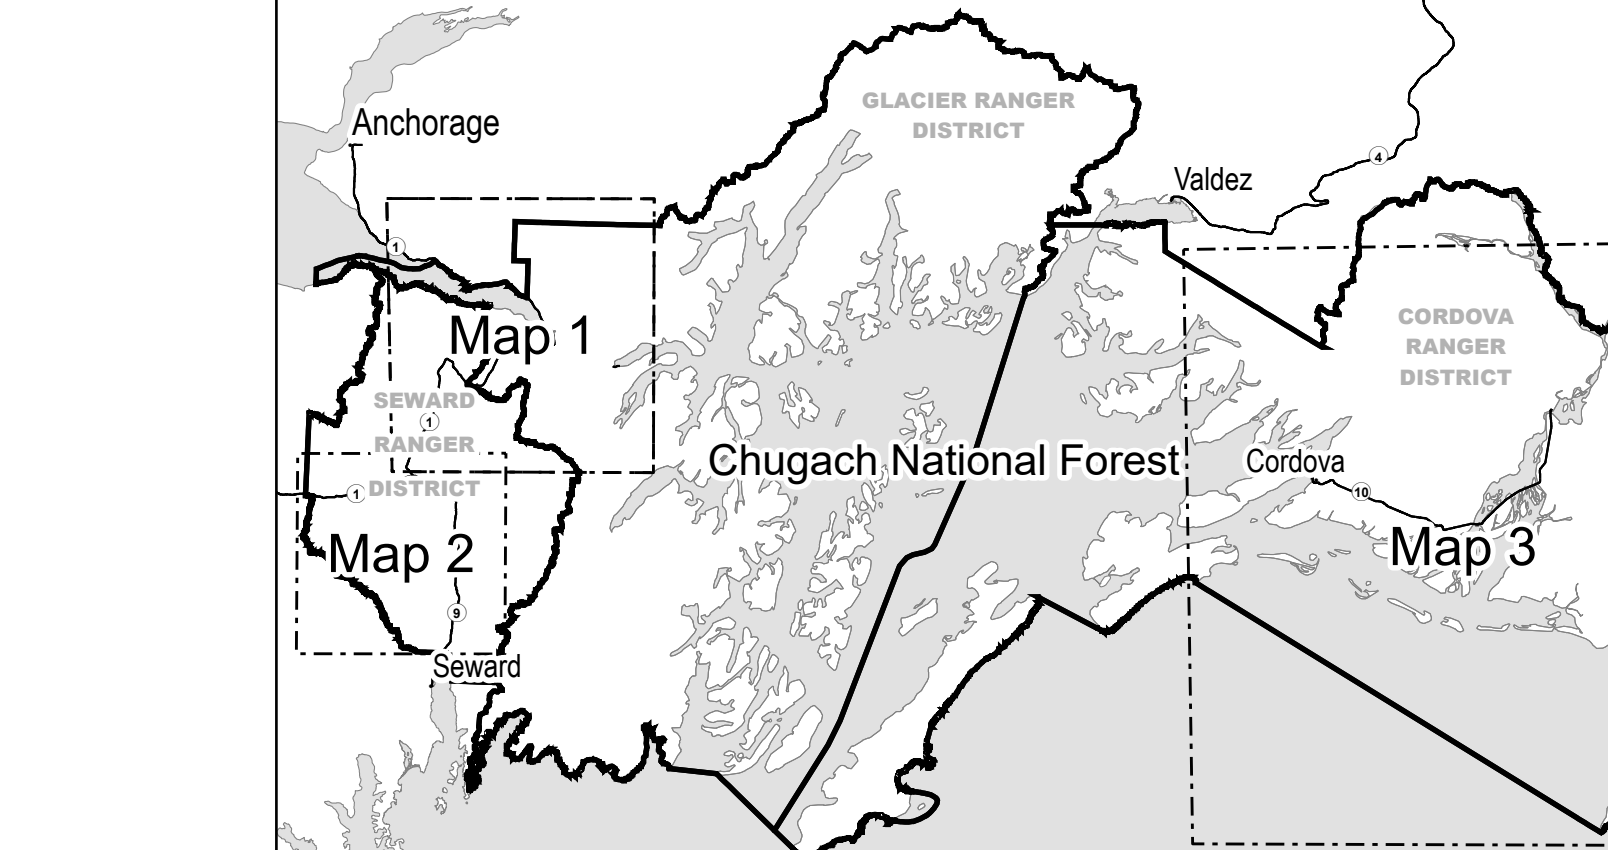 GLACIER RANGER
DISTRICT
Anchorage
4
Valdez
1
Map 1
CORDOVA
RANGER
DISTRICT
SEWARD
1
RANGER
Chugach National Forest
Cordova
DISTRICT
1
10
Map 2
Map 3
9
Seward